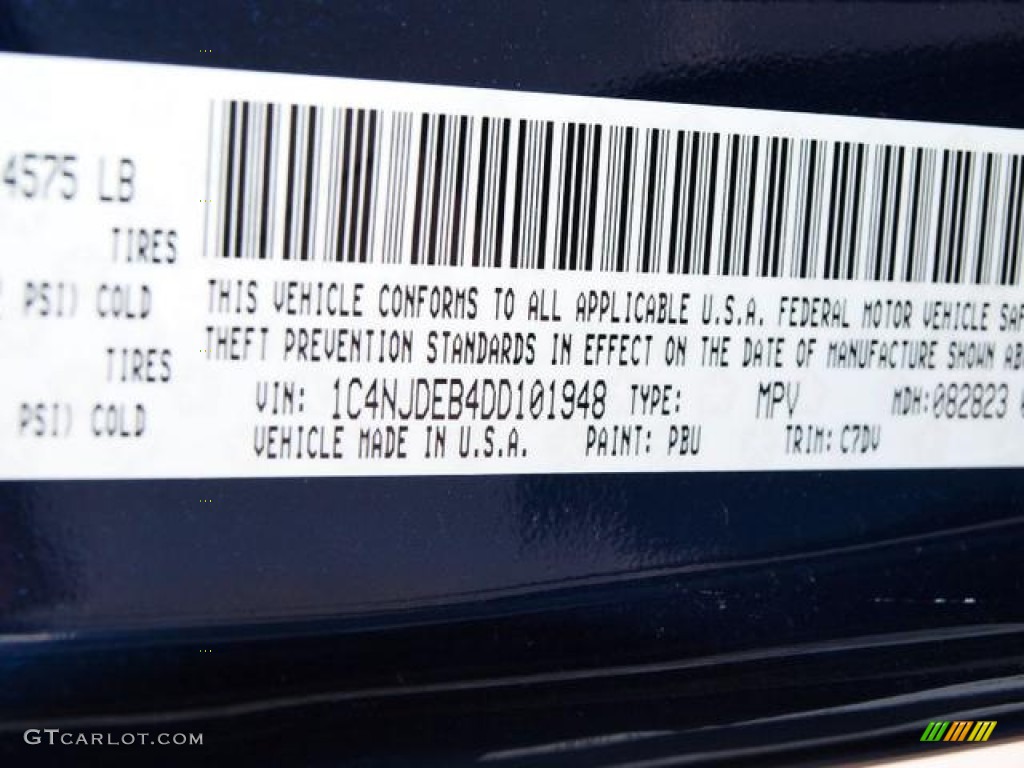 4575 LB
TIRES
PSI) COLD
TIRES
PSI) COLD
THIS VEHICLE CONFORMS TO ALL APPLICABLE U.S.A. FEDERAL MOTOR VEHICLE SAF
THEFT PREVENTION STANDARDS IN EFFECT ON THE DATE OF MANUFACTURE SHOWN ABO
VIN: 1C4NJDEB4DD101948 TYPE: MPV MDH:082823
VEHICLE MADE IN U.S.A. PAINT: PBU TRIM: C7DV
GTCARLOT.COM